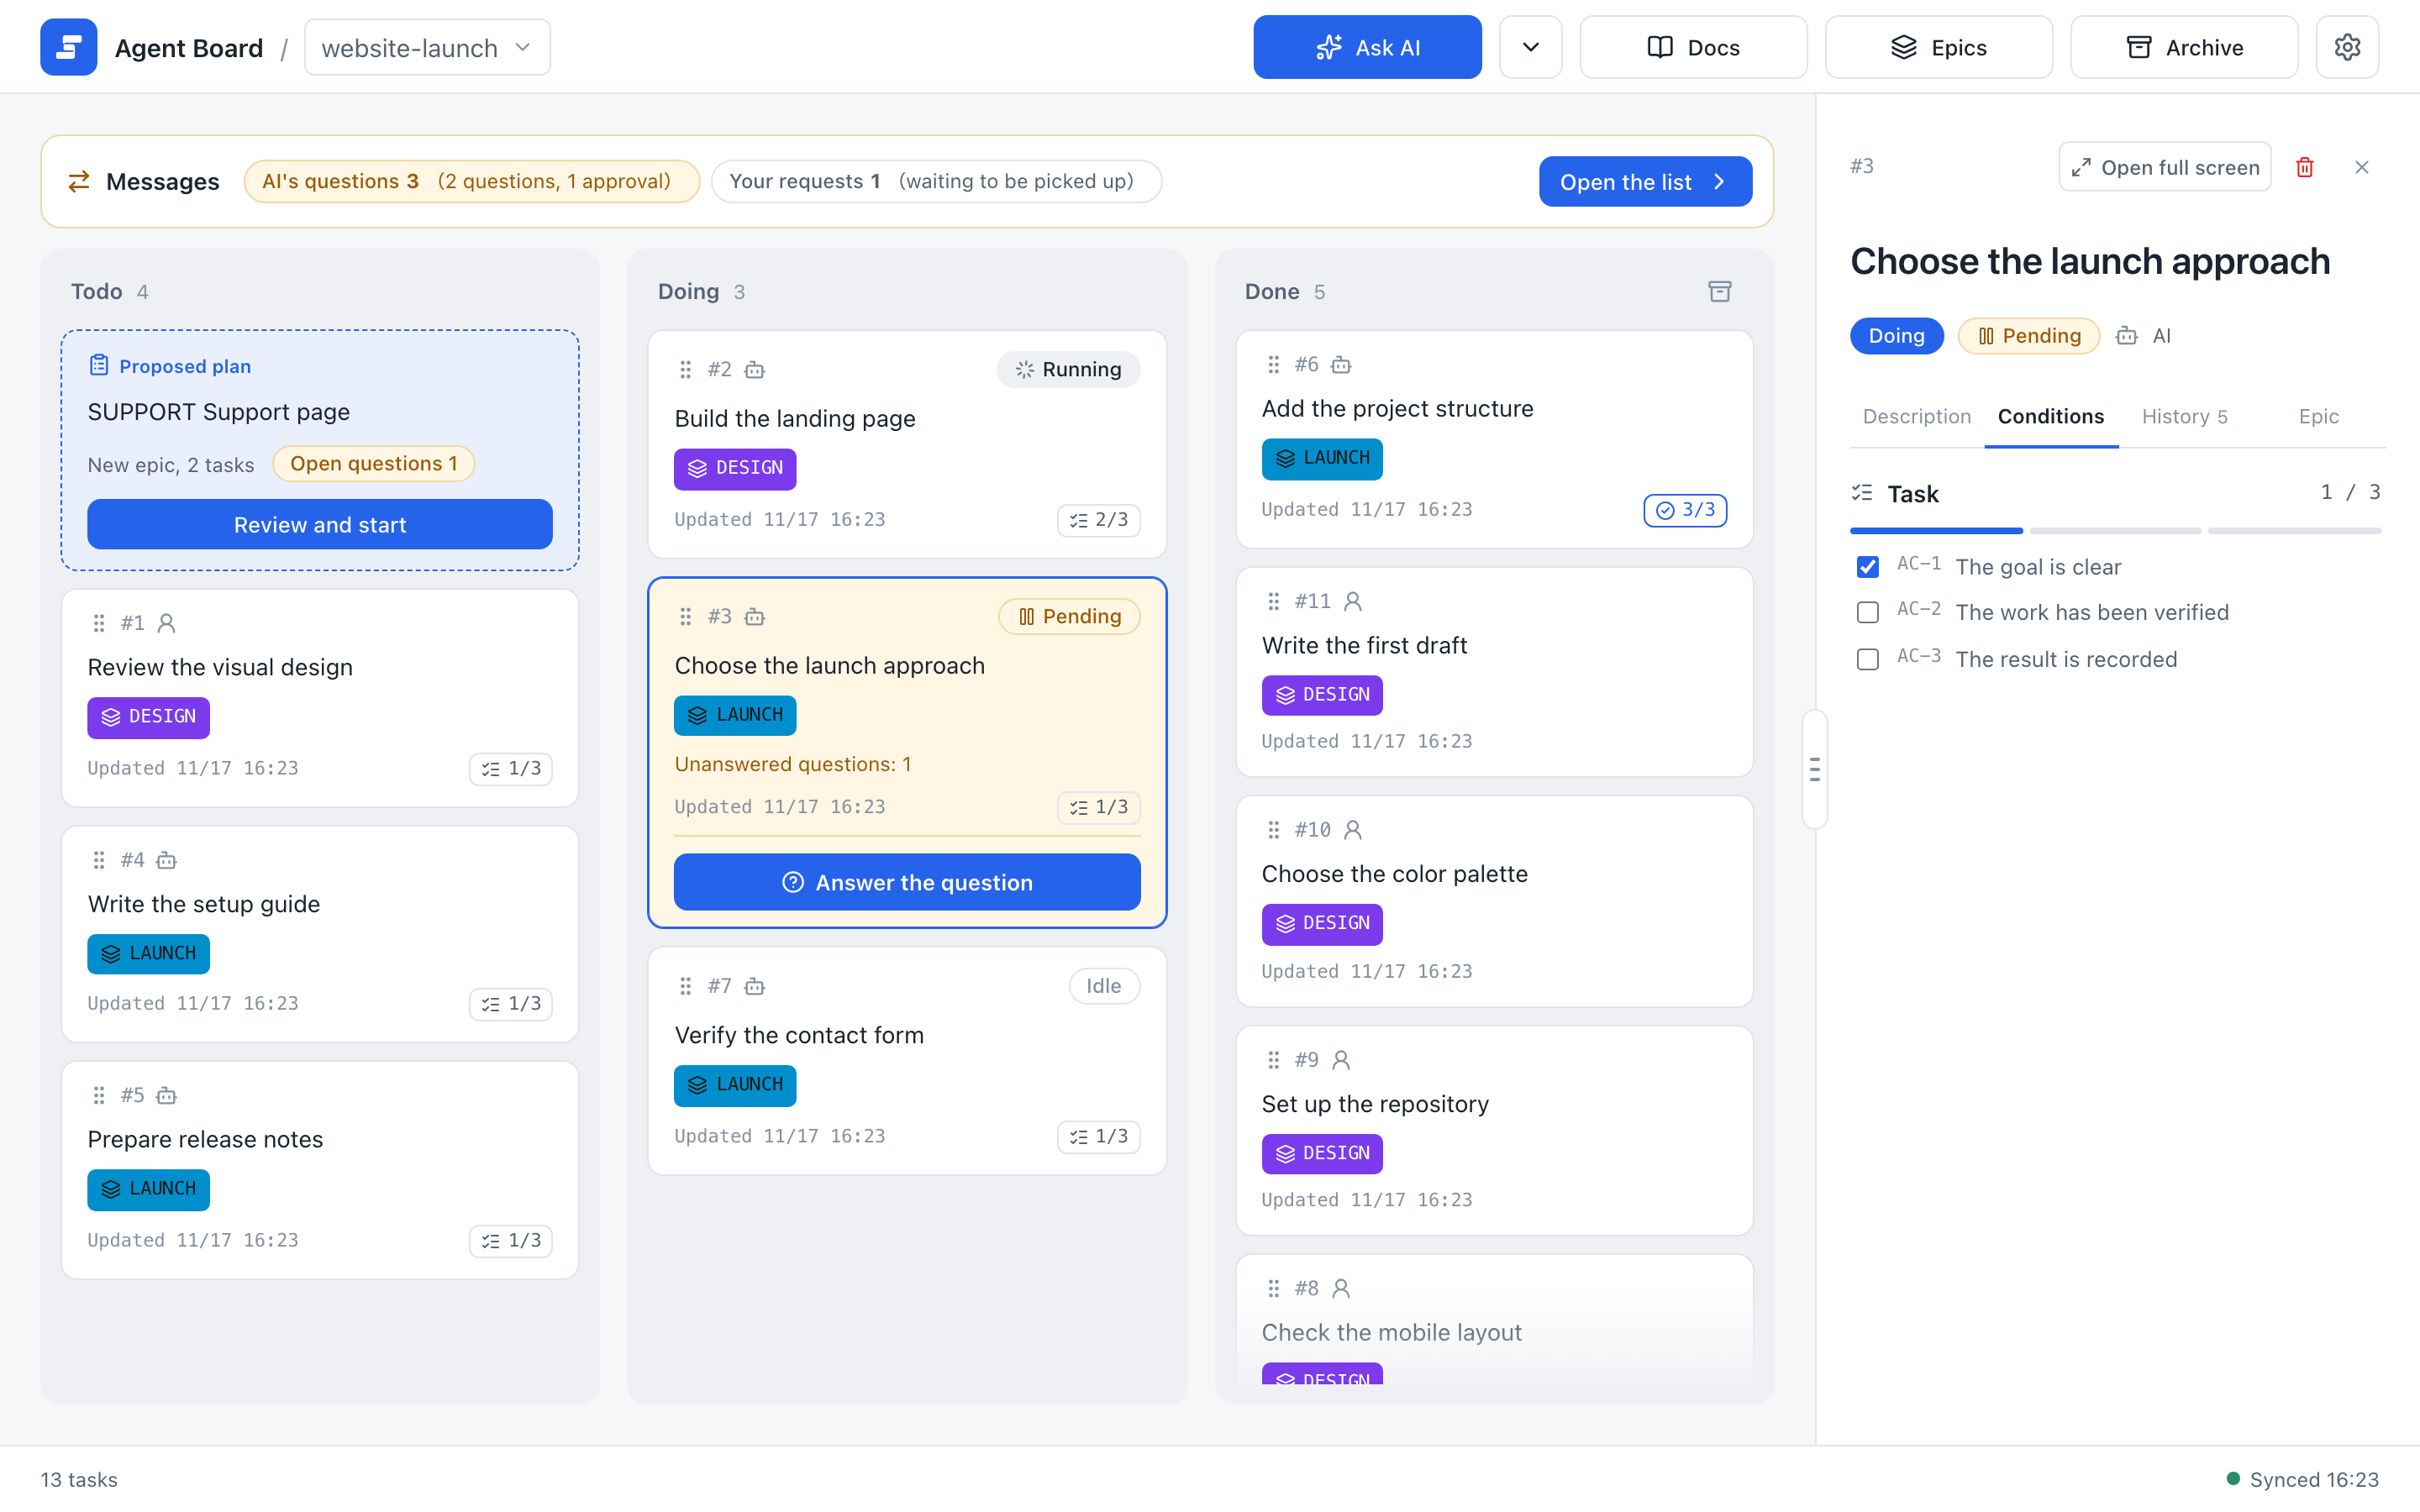 Agent Board / website-launch
Ask AI
Docs
Epics
Archive
Messages
AI's questions 3 (2 questions, 1 approval)
Your requests 1 (waiting to be picked up)
Open the list
Todo 4
Proposed plan
SUPPORT Support page
New epic, 2 tasks
Open questions 1
Review and start
#1
Review the visual design
DESIGN
Updated 11/17 16:23
1/3
#4
Write the setup guide
LAUNCH
Updated 11/17 16:23
1/3
#5
Prepare release notes
LAUNCH
Updated 11/17 16:23
1/3
Doing 3
#2
Running
Build the landing page
DESIGN
Updated 11/17 16:23
2/3
#3
Pending
Choose the launch approach
LAUNCH
Unanswered questions: 1
Updated 11/17 16:23
1/3
Answer the question
#7
Idle
Verify the contact form
LAUNCH
Updated 11/17 16:23
1/3
Done 5
#6
Add the project structure
LAUNCH
Updated 11/17 16:23
3/3
#11
Write the first draft
DESIGN
Updated 11/17 16:23
#10
Choose the color palette
DESIGN
Updated 11/17 16:23
#9
Set up the repository
DESIGN
Updated 11/17 16:23
#8
Check the mobile layout
DESIGN
#3
Open full screen
Choose the launch approach
Doing
Pending
AI
Description
Conditions
History 5
Epic
Task
1 / 3
AC-1 The goal is clear
AC-2 The work has been verified
AC-3 The result is recorded
13 tasks
Synced 16:23